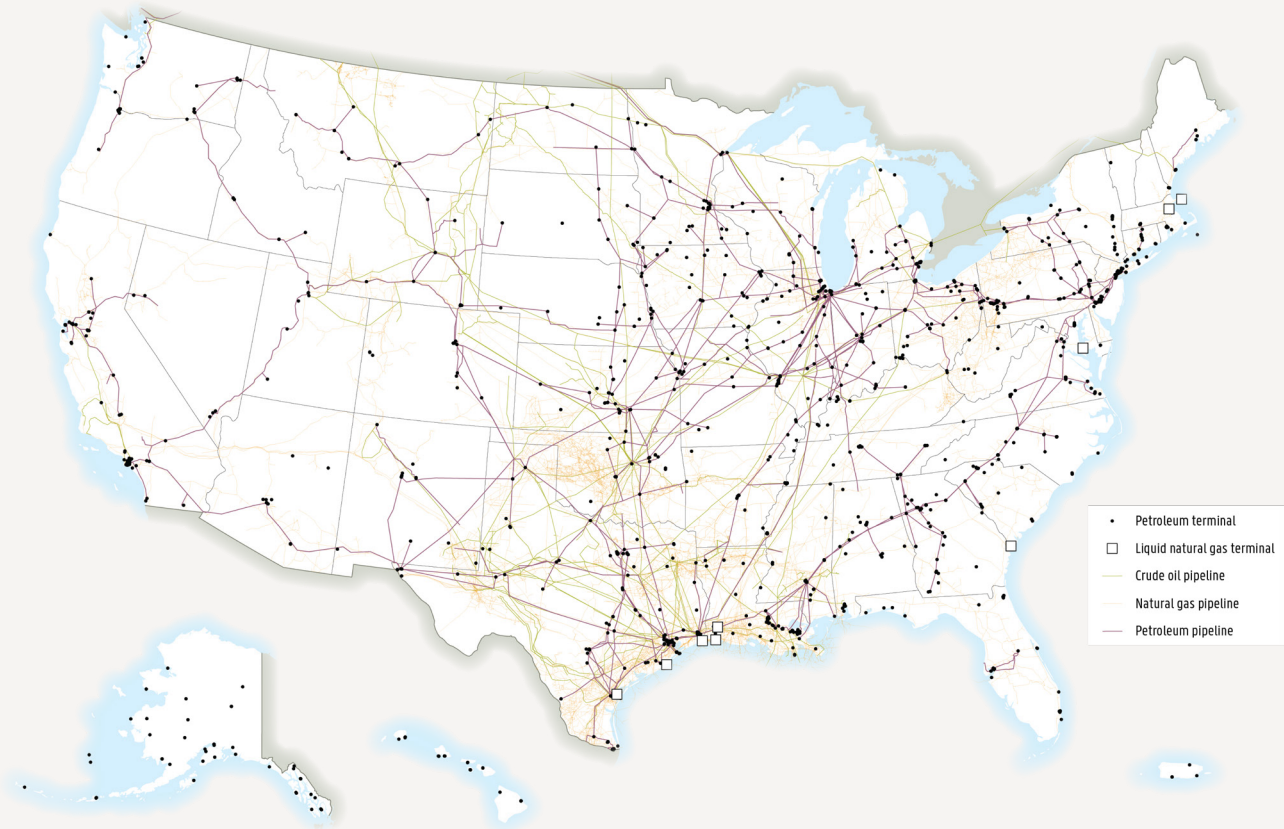 Petroleum terminal
Liquid natural gas terminal
Crude oil pipeline
Natural gas pipeline
Petroleum pipeline